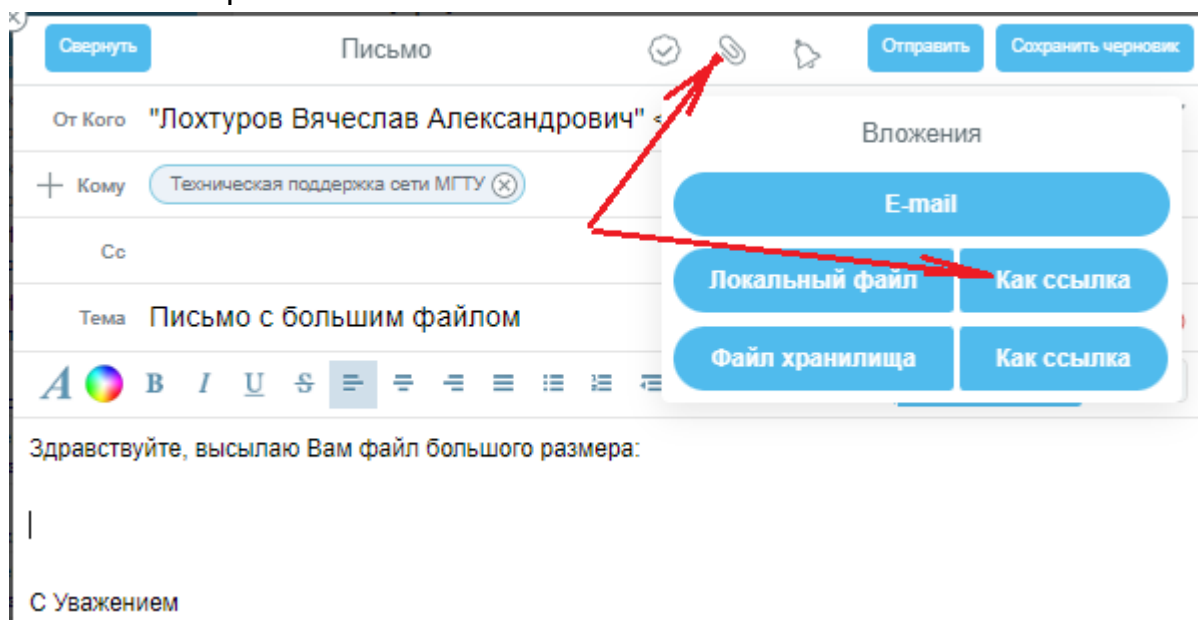 Свернуть Письмо Отправить Сохранить черновик
От Кого "Лохтуров Вячеслав Александрович" <
Вложения
Кому Техническая поддержка сети МГТУ
E-mail
Cc
Локальный файл Как ссылка
Тема Письмо с большим файлом
Файл хранилища Как ссылка
A B I U S
Здравствуйте, высылаю Вам файл большого размера:
С Уважением